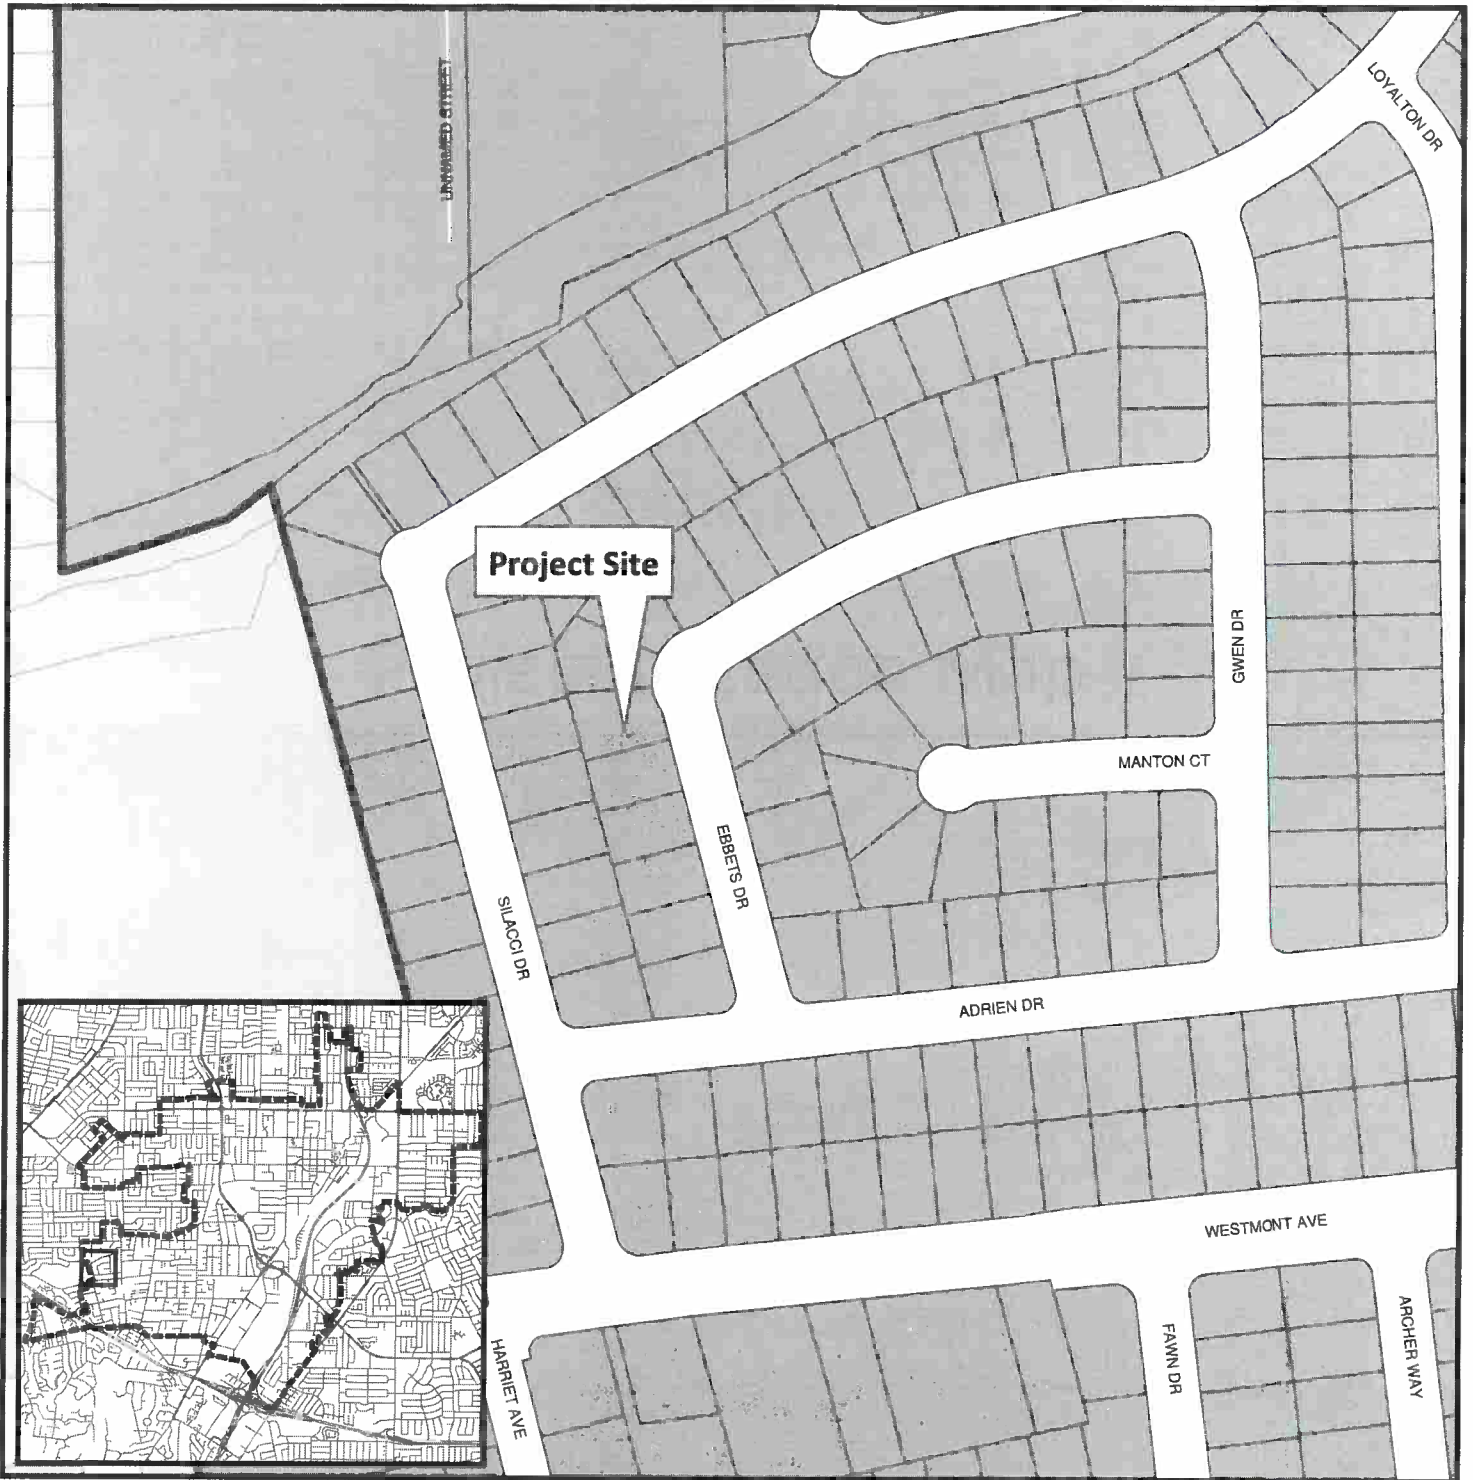 UNNAMED STREET
LOYALTON DR
Project Site
GWEN DR
MANTON CT
EBBETS DR
SILACCI DR
ADRIEN DR
WESTMONT AVE
HARRIET AVE
FAWN DR
ARCHER WAY